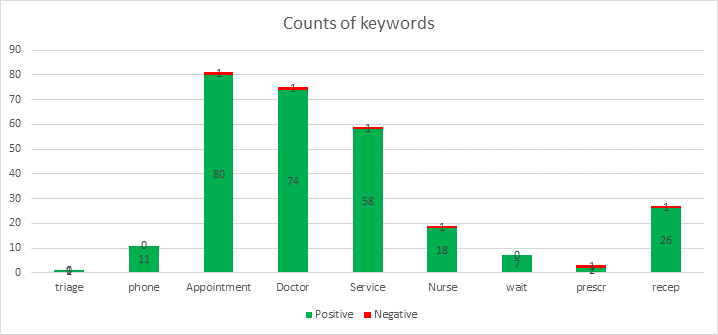 Counts of keywords
90
80
70
60
50
40
30
20
10
0
1 0 1 1 1 1 0 1 1
11 80 74 58 18 7 2 26
triage phone Appointment Doctor Service Nurse wait prescr recep
Positive Negative